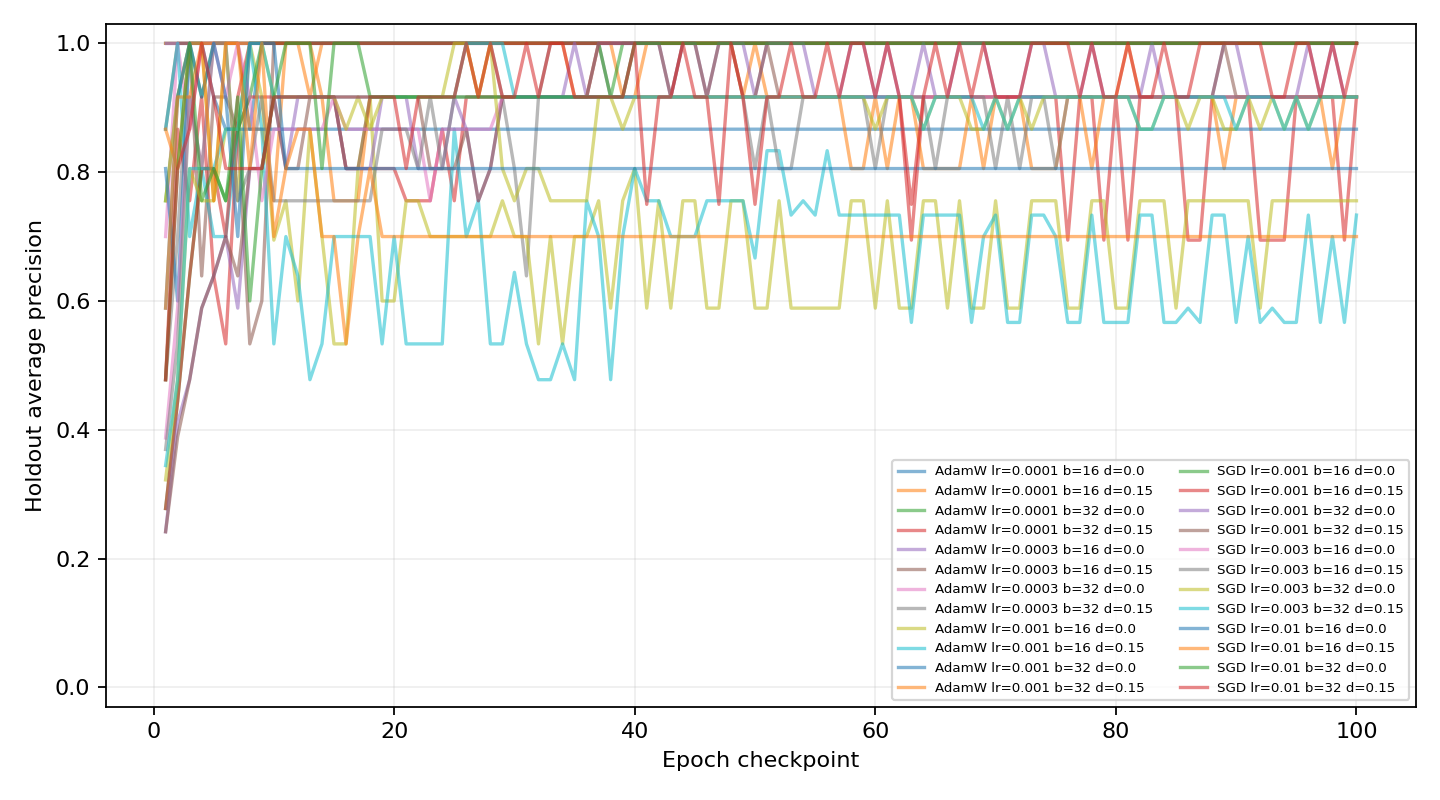 1.0
0.8
0.6
0.4
0.2
0.0
Holdout average precision
0
20
40
60
80
100
Epoch checkpoint
AdamW lr=0.0001 b=16 d=0.0
AdamW lr=0.0001 b=16 d=0.15
AdamW lr=0.0001 b=32 d=0.0
AdamW lr=0.0001 b=32 d=0.15
AdamW lr=0.0003 b=16 d=0.0
AdamW lr=0.0003 b=16 d=0.15
AdamW lr=0.0003 b=32 d=0.0
AdamW lr=0.0003 b=32 d=0.15
AdamW lr=0.001 b=16 d=0.0
AdamW lr=0.001 b=16 d=0.15
AdamW lr=0.001 b=32 d=0.0
AdamW lr=0.001 b=32 d=0.15
SGD lr=0.001 b=16 d=0.0
SGD lr=0.001 b=16 d=0.15
SGD lr=0.001 b=32 d=0.0
SGD lr=0.001 b=32 d=0.15
SGD lr=0.003 b=16 d=0.0
SGD lr=0.003 b=16 d=0.15
SGD lr=0.003 b=32 d=0.0
SGD lr=0.003 b=32 d=0.15
SGD lr=0.01 b=16 d=0.0
SGD lr=0.01 b=16 d=0.15
SGD lr=0.01 b=32 d=0.0
SGD lr=0.01 b=32 d=0.15